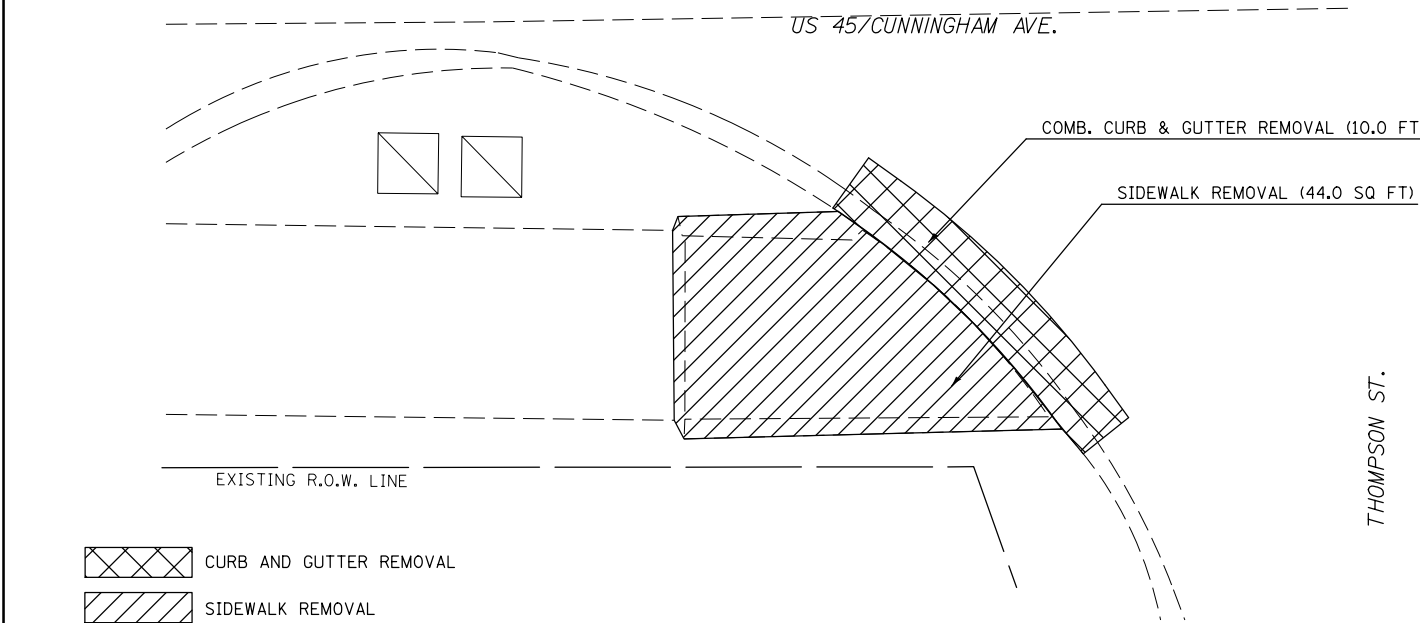 US 45/CUNNINGHAM AVE.
COMB. CURB & GUTTER REMOVAL (10.0 FT
SIDEWALK REMOVAL (44.0 SQ FT)
THOMPSON ST.
EXISTING R.O.W. LINE
CURB AND GUTTER REMOVAL
SIDEWALK REMOVAL